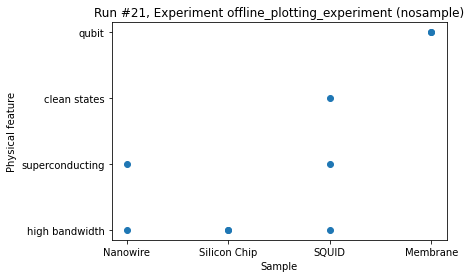 Run #21, Experiment offline_plotting_experiment (nosample)
qubit
clean states
superconducting
high bandwidth
Physical feature
Nanowire
Silicon Chip
SQUID
Membrane
Sample